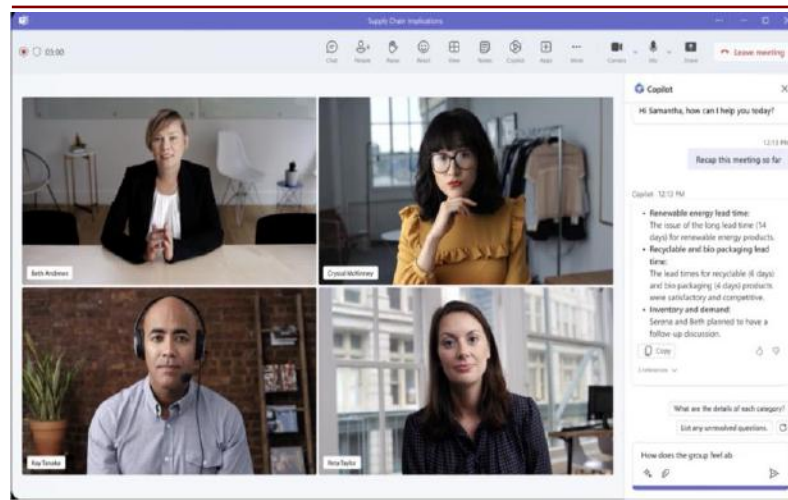 Supply Chain Implications
03:00
Chat
People
Raise
React
View
Notes
Copilot
Apps
More
Camera
Mic
Share
Leave meeting
Beth Andrews
Crystal McKinney
Kay Tanaka
Reta Taylor
Copilot
Hi Samantha, how can I help you today?
12:13 PM
Recap this meeting so far
Copilot 12:13 PM
• Renewable energy lead time:
The issue of the long lead time (14
days) for renewable energy products.
• Recyclable and bio packaging lead
time:
The lead times for recyclable (6 days)
and bio packaging (4 days) products
were satisfactory and competitive.
• Inventory and demand:
Serena and Beth planned to have a
follow up discussion.
Copy
references
What are the details of each category?
List any unresolved questions.
How does the group feel ab